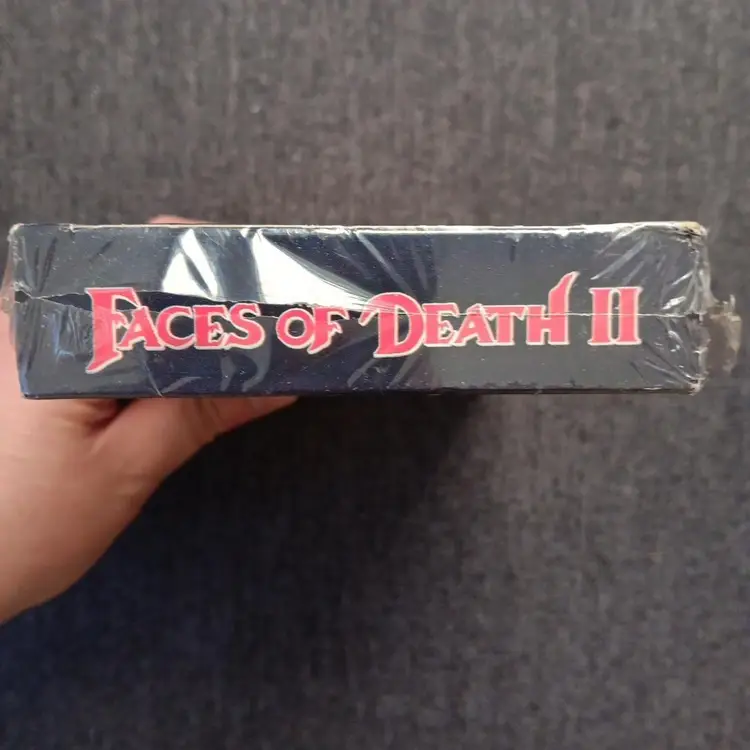 FACES OF DEATH II